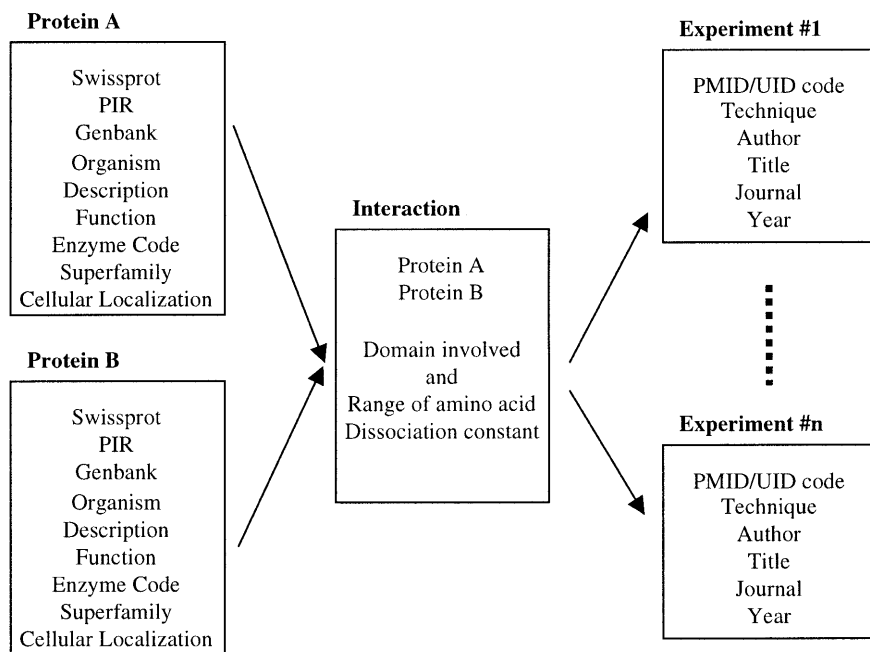 Protein A
Swissprot
PIR
Genbank
Organism
Description
Function
Enzyme Code
Superfamily
Cellular Localization
Protein B
Swissprot
PIR
Genbank
Organism
Description
Function
Enzyme Code
Superfamily
Cellular Localization
Interaction
Protein A
Protein B
Domain involved
and
Range of amino acid
Dissociation constant
Experiment #1
PMID/UID code
Technique
Author
Title
Journal
Year
Experiment #n
PMID/UID code
Technique
Author
Title
Journal
Year